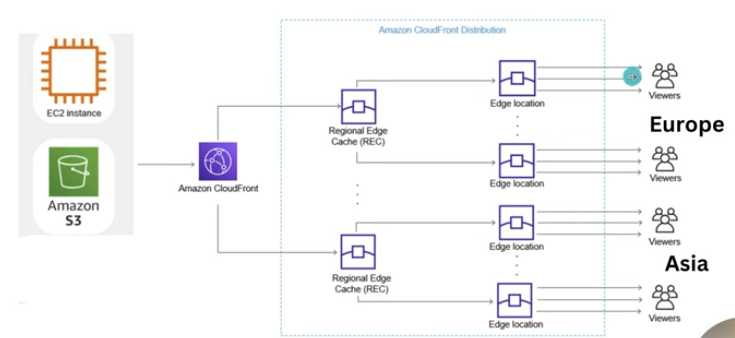 Amazon CloudFront Distribution
EC2 instance
Amazon
S3
Amazon CloudFront
Regional Edge
Cache (REC)
Regional Edge
Cache (REC)
Edge location
Edge location
Edge location
Edge location
Viewers
Europe
Viewers
Viewers
Asia
Viewers